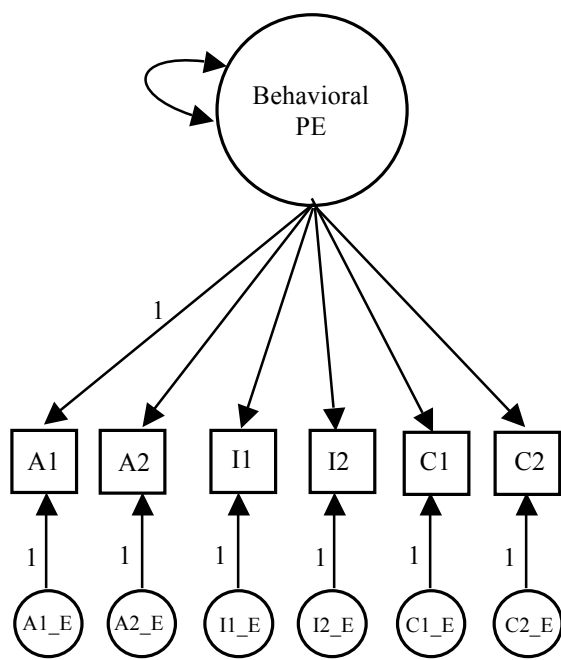 Behavioral
PE
1
A1 A2 I1 I2 C1 C2
1 1 1 1 1 1
A1_E A2_E I1_E I2_E C1_E C2_E